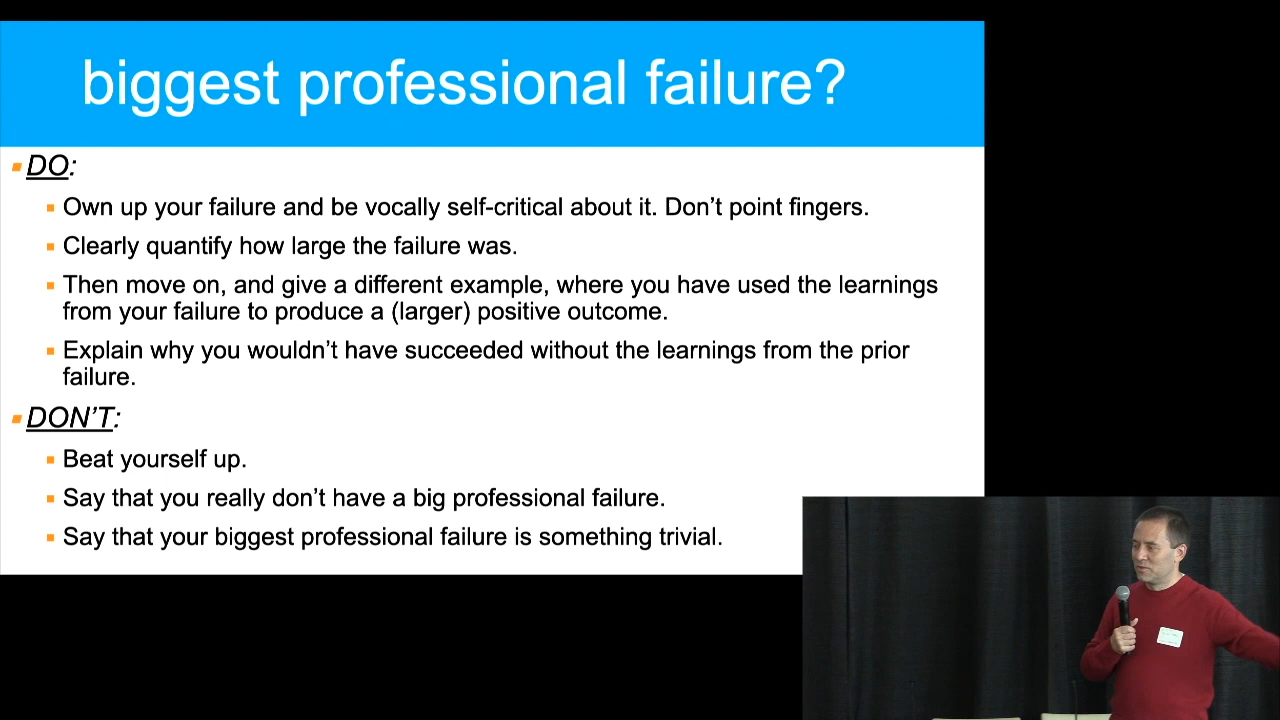 biggest professional failure?
DO:
Own up your failure and be vocally self-critical about it. Don’t point fingers.
Clearly quantify how large the failure was.
Then move on, and give a different example, where you have used the learnings
from your failure to produce a (larger) positive outcome.
Explain why you wouldn’t have succeeded without the learnings from the prior
failure.
DON’T:
Beat yourself up.
Say that you really don’t have a big professional failure.
Say that your biggest professional failure is something trivial.